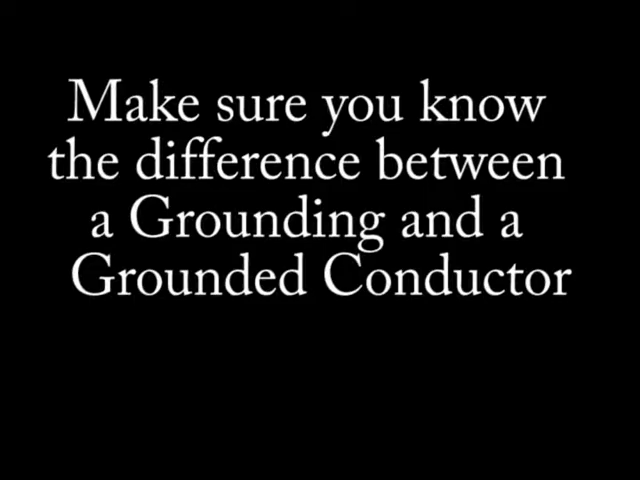 Make sure you know
the difference between
a Grounding and a
Grounded Conductor